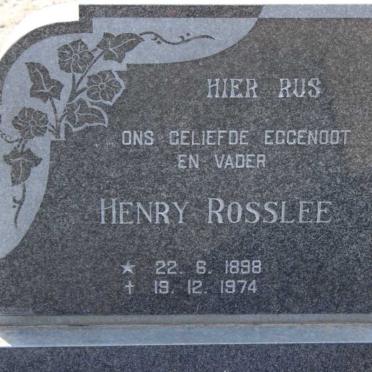 HIER RUS
ONS GELIEFDE EGGENOOT
EN VADER
HENRY ROSSLEE
★ 22. 6. 1898
† 19. 12. 1974